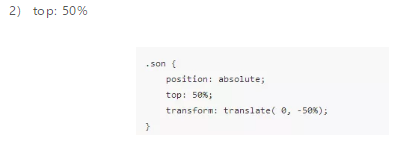 2) top: 50%
.son {
    position: absolute;
    top: 50%;
    transform: translate( 0, -50%);
}